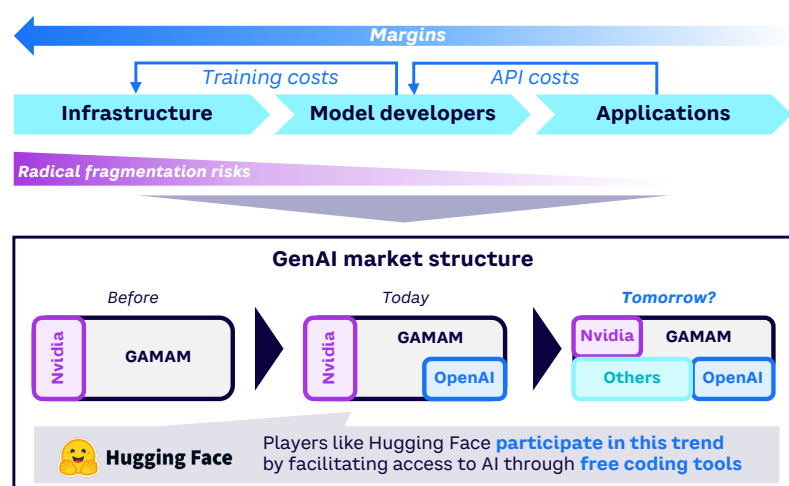 Margins
Training costs
API costs
Infrastructure
Model developers
Applications
Radical fragmentation risks
GenAI market structure
Before
Today
Tomorrow?
Nvidia
GAMAM
Nvidia
GAMAM
OpenAI
Nvidia
GAMAM
Others
OpenAI
Hugging Face
Players like Hugging Face participate in this trend
by facilitating access to AI through free coding tools